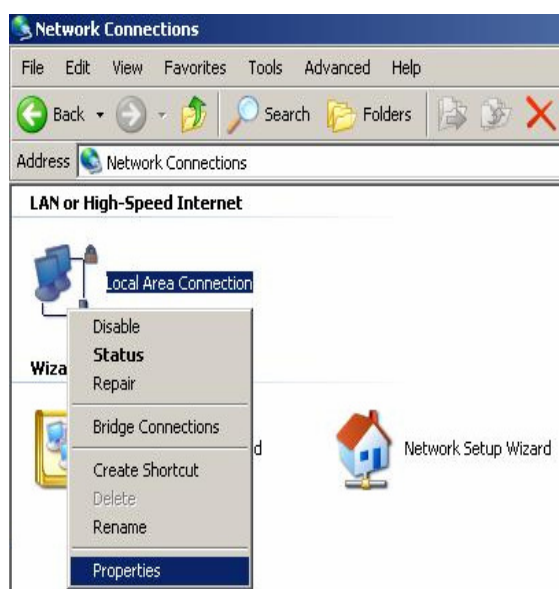 Network Connections
File Edit View Favorites Tools Advanced Help
Back Search Folders
Address Network Connections
LAN or High-Speed Internet
Local Area Connection
Disable
Status
Wiza
Repair
Bridge Connections
d Network Setup Wizard
Create Shortcut
Delete
Rename
Properties